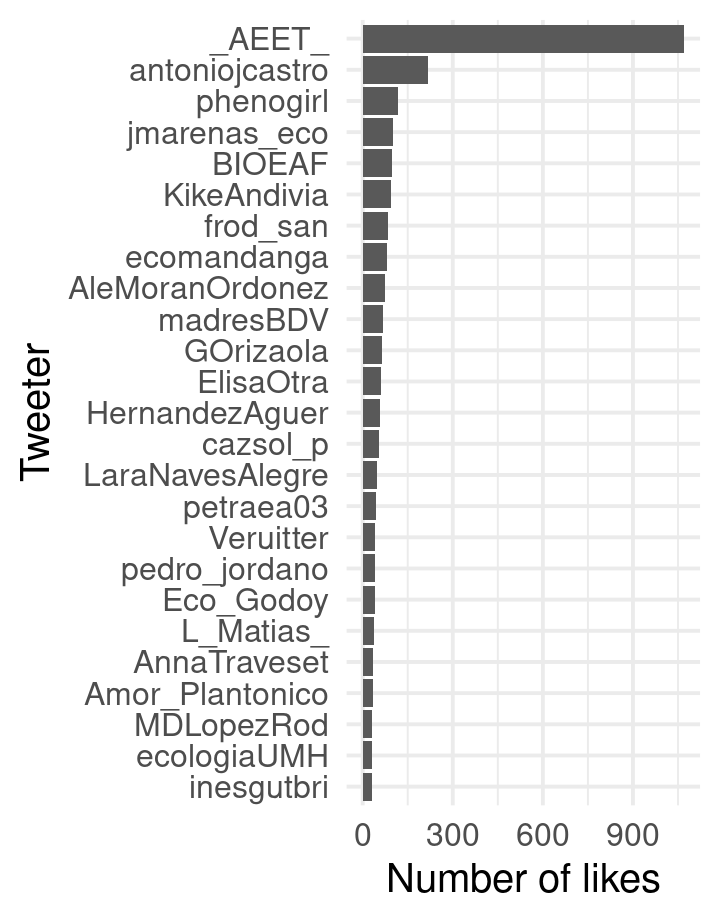 Tweeter
_AEET_
antoniojcastro
phenogirl
jmarenas_eco
BIOEAF
KikeAndivia
frod_san
ecomandanga
AleMoranOrdonez
madresBDV
GOrizaola
ElisaOtra
HernandezAguer
cazsol_p
LaraNavesAlegre
petraea03
Veruitter
pedro_jordano
Eco_Godoy
L_Matias_
AnnaTraveset
Amor_Plantonico
MDLopezRod
ecologiaUMH
inesgutbri
0 300 600 900
Number of likes